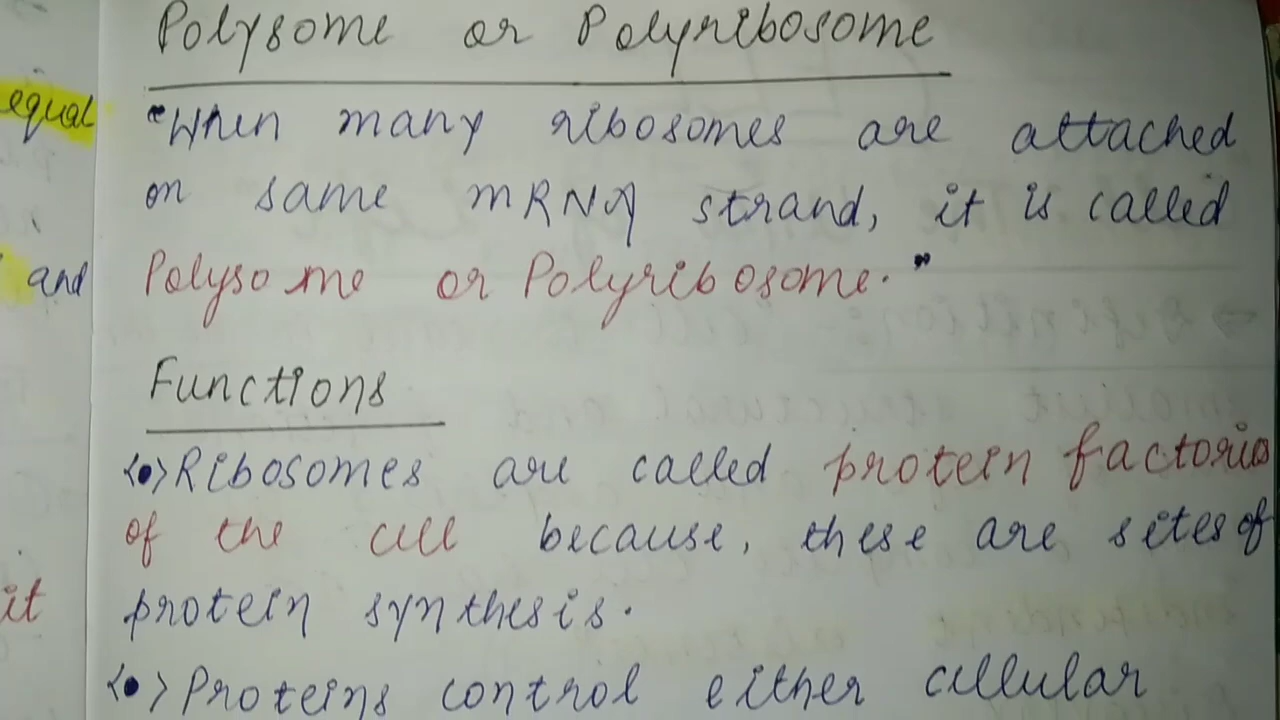 Polysome or Polyribosome
equal
"When many ribosomes are attached
on same mRNA strand, it is called
and
Polysome or Polyribosome."
Functions
<•> Ribosomes are called protein factories
of the cell because, these are sites of
it
protein synthesis.
<•> Proteins control either cellular